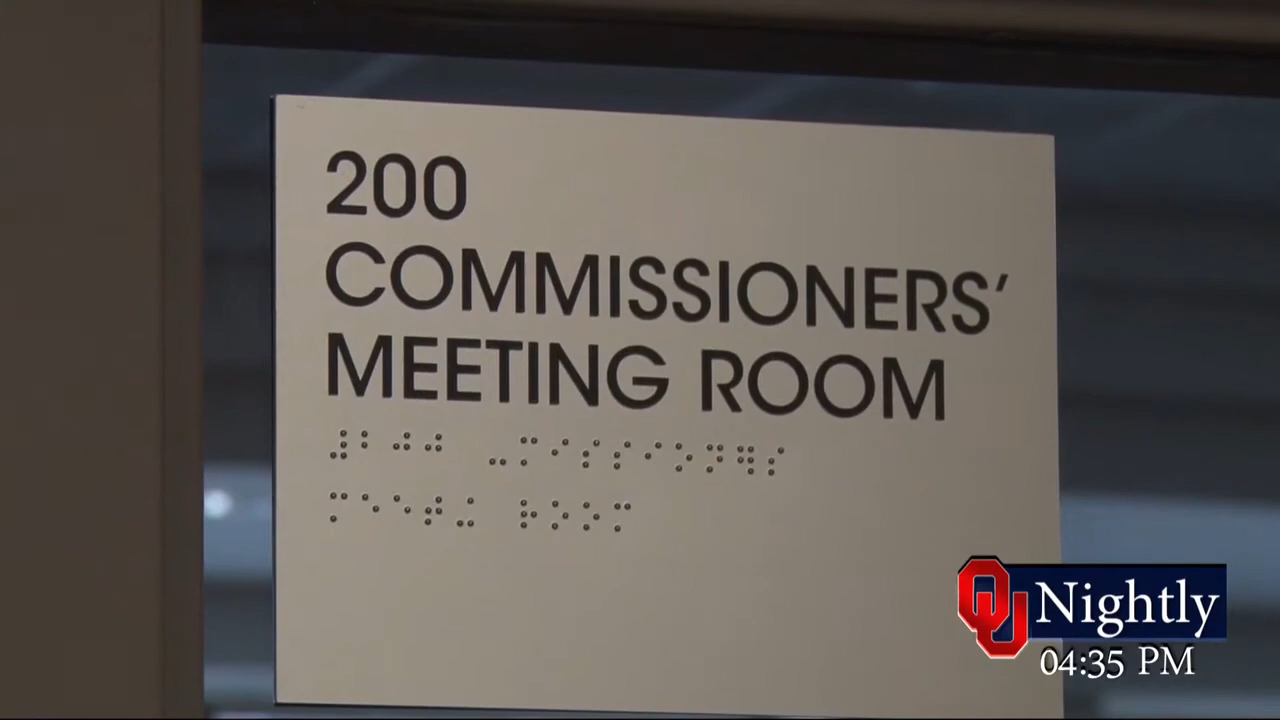 200
COMMISSIONERS’
MEETING ROOM
⠼⠃⠚⠚ ⠤⠍⠊⠎⠎⠊⠕⠝⠻⠎
⠍⠑⠑⠞⠬ ⠗⠕⠕⠍
OU Nightly
04:35 PM